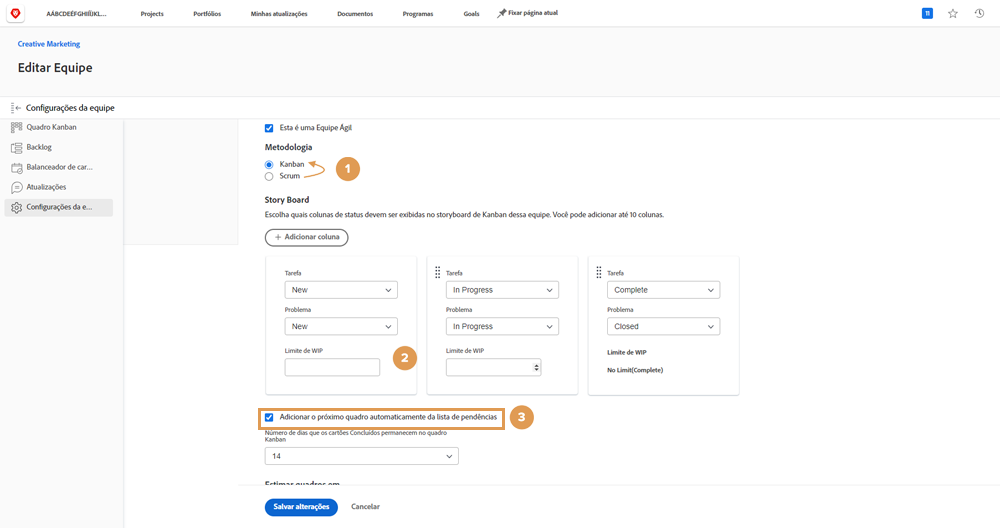 AÁBCDEÉFGHIÍÏJKL... Projects Portfólios Minhas atualizações Documentos Programas Goals Fixar página atual 11
Creative Marketing
Editar Equipe
Configurações da equipe
Quadro Kanban
Backlog
Balanceador de car...
Atualizações
Configurações da e...
Esta é uma Equipe Ágil
Metodologia
Kanban
Scrum
1
Story Board
Escolha quais colunas de status devem ser exibidas no storyboard de Kanban dessa equipe. Você pode adicionar até 10 colunas.
+ Adicionar coluna
Tarefa
New
Problema
New
Limite de WIP
2
Tarefa
In Progress
Problema
In Progress
Limite de WIP
Tarefa
Complete
Problema
Closed
Limite de WIP
No Limit(Complete)
Adicionar o próximo quadro automaticamente da lista de pendências
3
Número de dias que os cartões Concluídos permanecem no quadro
Kanban
14
Estimar quadros em
Salvar alterações Cancelar